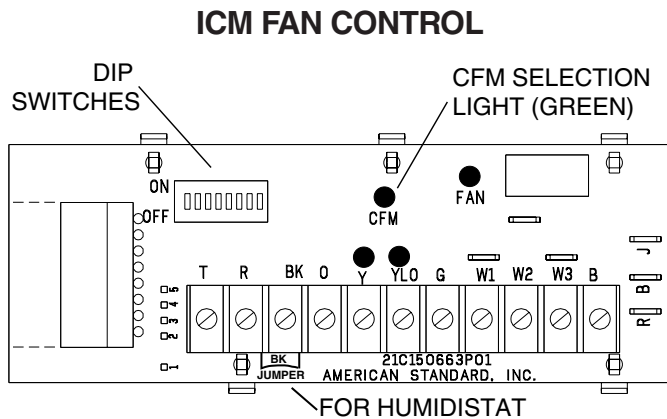 ICM FAN CONTROL
DIP
SWITCHES
CFM SELECTION
LIGHT (GREEN)
ON
OFF
CFM
FAN
T R BK O Y YLO G W1 W2 W3 B
J
B
R
5
4
3
2
1
BK
JUMPER
21C150663P01
AMERICAN STANDARD, INC.
FOR HUMIDISTAT